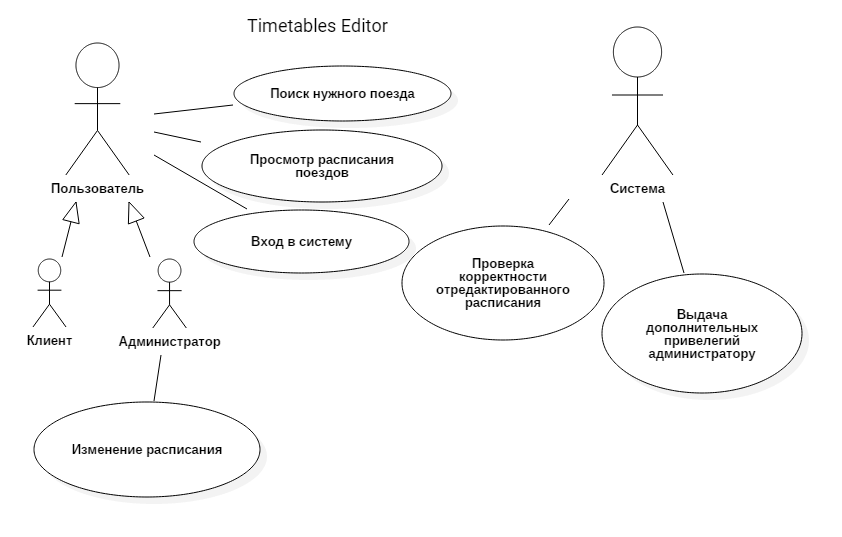 Timetables Editor
Поиск нужного поезда
Просмотр расписания
поездов
Пользователь
Система
Вход в систему
Проверка
корректности
отредактированного
расписания
Выдача
дополнительных
привелегий
администратору
Клиент
Администратор
Изменение расписания